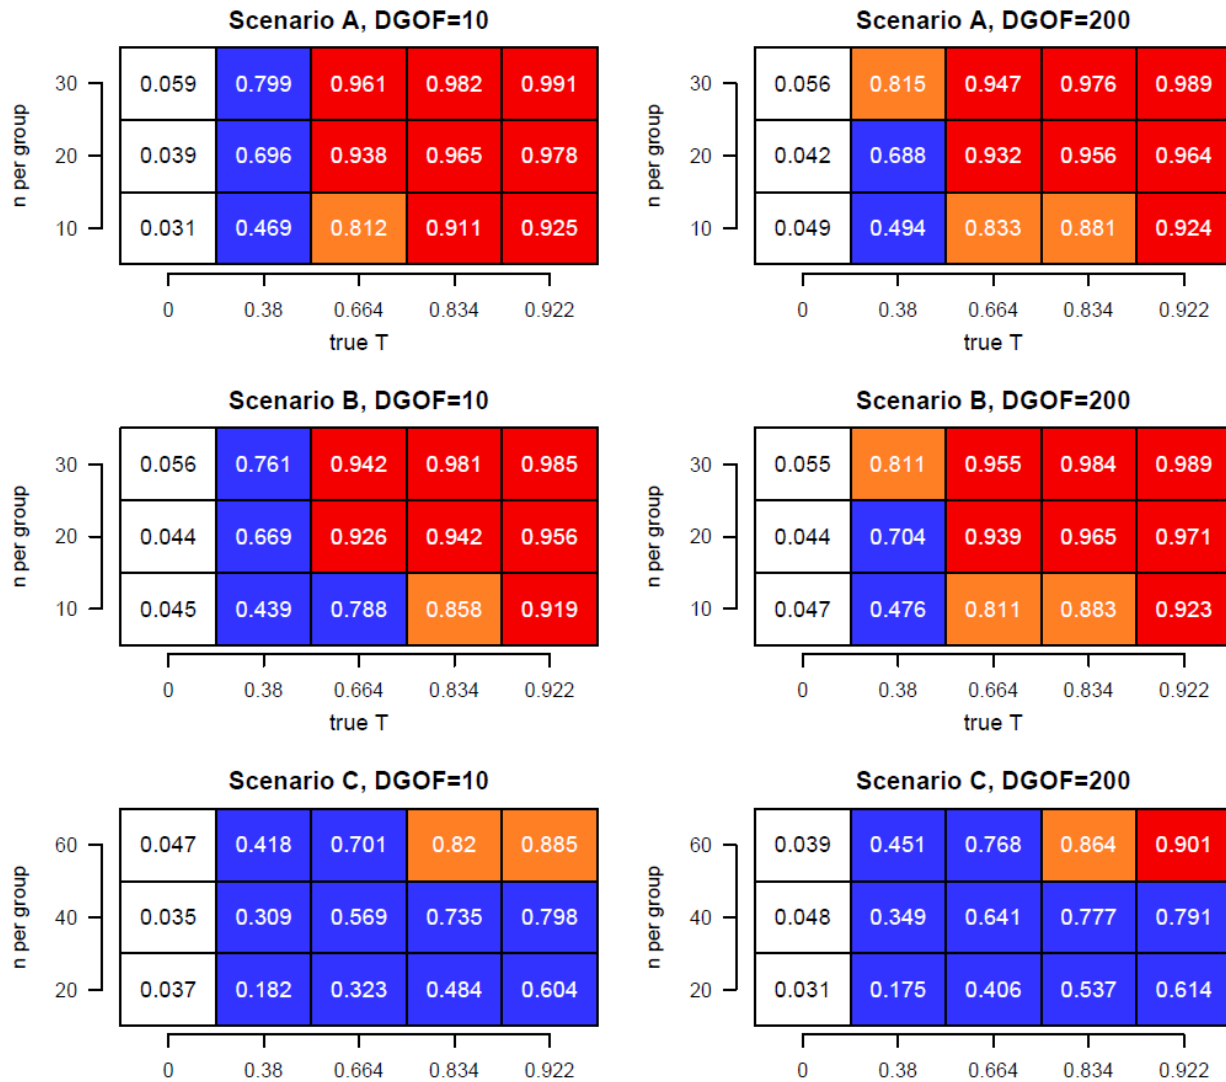 Scenario A, DGOF=10
n per group
30 0.059 0.799 0.961 0.982 0.991
20 0.039 0.696 0.938 0.965 0.978
10 0.031 0.469 0.812 0.911 0.925
0 0.38 0.664 0.834 0.922
true T
Scenario A, DGOF=200
n per group
30 0.056 0.815 0.947 0.976 0.989
20 0.042 0.688 0.932 0.956 0.964
10 0.049 0.494 0.833 0.881 0.924
0 0.38 0.664 0.834 0.922
true T
Scenario B, DGOF=10
n per group
30 0.056 0.761 0.942 0.981 0.985
20 0.044 0.669 0.926 0.942 0.956
10 0.045 0.439 0.788 0.858 0.919
0 0.38 0.664 0.834 0.922
true T
Scenario B, DGOF=200
n per group
30 0.055 0.811 0.955 0.984 0.989
20 0.044 0.704 0.939 0.965 0.971
10 0.047 0.476 0.811 0.883 0.923
0 0.38 0.664 0.834 0.922
true T
Scenario C, DGOF=10
n per group
60 0.047 0.418 0.701 0.82 0.885
40 0.035 0.309 0.569 0.735 0.798
20 0.037 0.182 0.323 0.484 0.604
0 0.38 0.664 0.834 0.922
Scenario C, DGOF=200
n per group
60 0.039 0.451 0.768 0.864 0.901
40 0.048 0.349 0.641 0.777 0.791
20 0.031 0.175 0.406 0.537 0.614
0 0.38 0.664 0.834 0.922